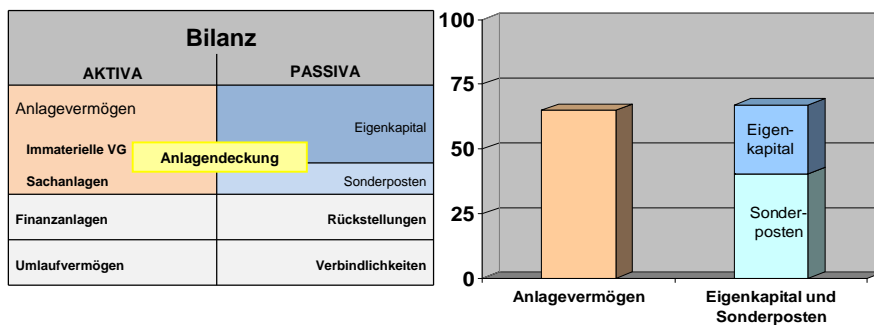 Bilanz
AKTIVA
PASSIVA
Anlagevermögen
Eigenkapital
Immaterielle VG
Anlagendeckung
Sachanlagen
Sonderposten
Finanzanlagen
Rückstellungen
Umlaufvermögen
Verbindlichkeiten
100
75
50
25
0
Eigen-
kapital
Sonder-
posten
Anlagevermögen
Eigenkapital und
Sonderposten